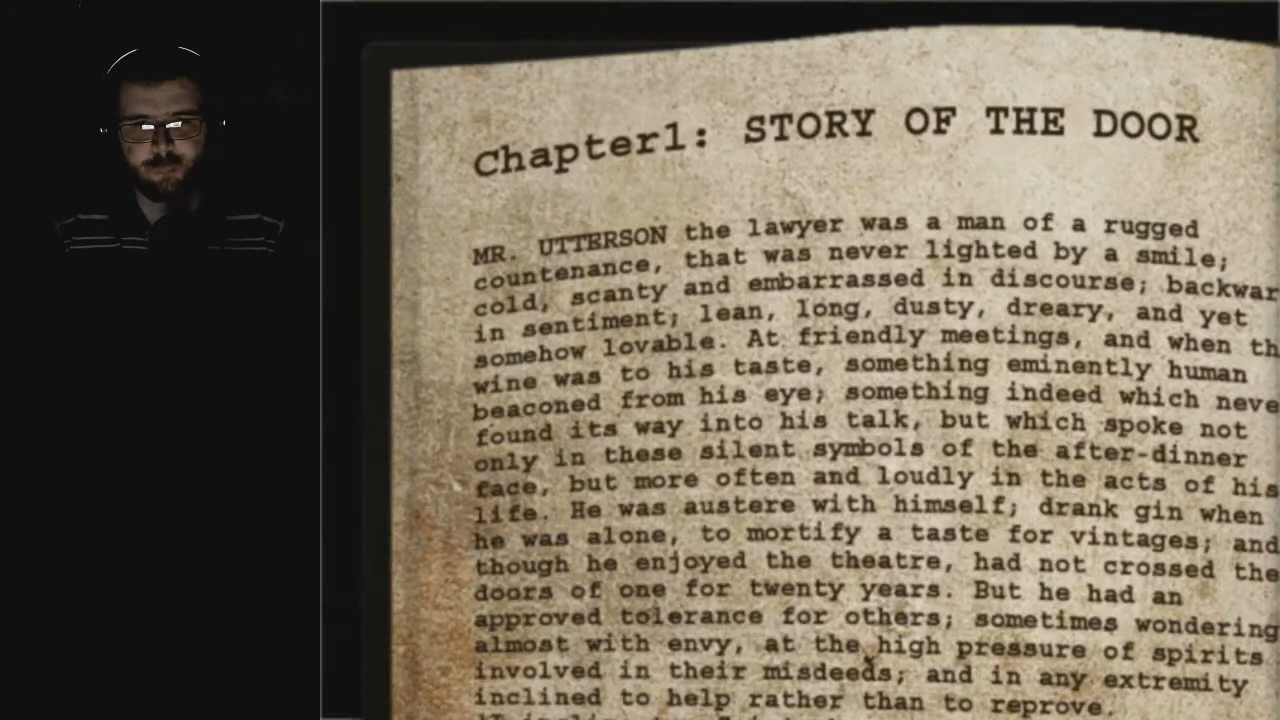 Chapter1: STORY OF THE DOOR
MR. UTTERSON the lawyer was a man of a rugged
countenance, that was never lighted by a smile;
cold, scanty and embarrassed in discourse; backwar
in sentiment; lean, long, dusty, dreary, and yet
somehow lovable. At friendly meetings, and when th
wine was to his taste, something eminently human
beaconed from his eye; something indeed which neve
found its way into his talk, but which spoke not
only in these silent symbols of the after-dinner
face, but more often and loudly in the acts of his
life. He was austere with himself; drank gin when
he was alone, to mortify a taste for vintages; and
though he enjoyed the theatre, had not crossed the
doors of one for twenty years. But he had an
approved tolerance for others; sometimes wondering
almost with envy, at the high pressure of spirits
involved in their misdeeds; and in any extremity
inclined to help rather than to reprove.